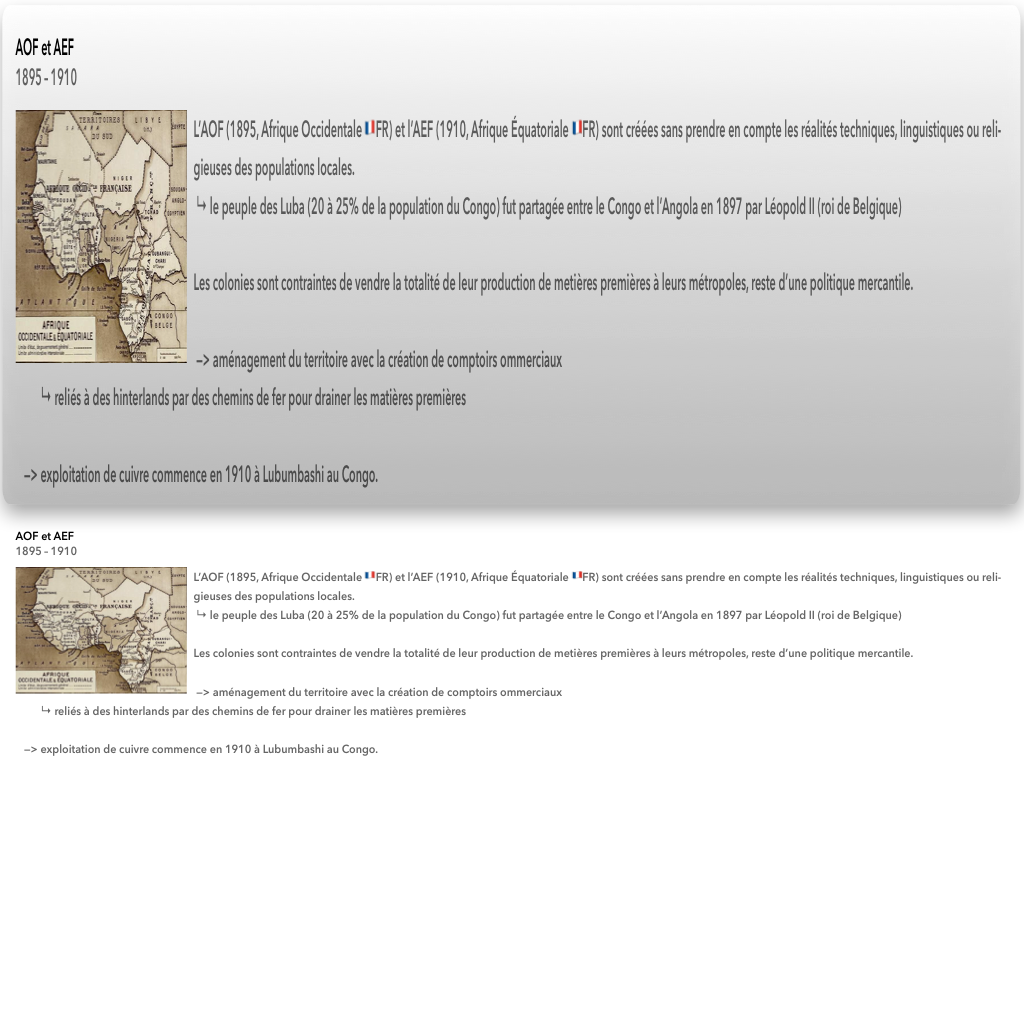 AOF et AEF
1895 - 1910
L'AOF (1895, Afrique Occidentale 🇫🇷FR) et l'AEF (1910, Afrique Équatoriale 🇫🇷FR) sont créées sans prendre en compte les réalités techniques, linguistiques ou reli-
gieuses des populations locales.
↳ le peuple des Luba (20 à 25% de la population du Congo) fut partagée entre le Congo et l'Angola en 1897 par Léopold II (roi de Belgique)
Les colonies sont contraintes de vendre la totalité de leur production de metières premières à leurs métropoles, reste d'une politique mercantile.
TERRITOIRES
DU SUD
LIBYE
NIGER
AFRIQUE OCCID FRANÇAISE
TCHAD
NIGERIA
OUBANGUI-
CHARI
CAMEROUN
ATLANTIQUE
CONGO
BELGE
AFRIQUE
OCCIDENTALE & ÉQUATORIALE
--> aménagement du territoire avec la création de comptoirs ommerciaux
↳ reliés à des hinterlands par des chemins de fer pour drainer les matières premières
--> exploitation de cuivre commence en 1910 à Lubumbashi au Congo.
AOF et AEF
1895 - 1910
L'AOF (1895, Afrique Occidentale 🇫🇷FR) et l'AEF (1910, Afrique Équatoriale 🇫🇷FR) sont créées sans prendre en compte les réalités techniques, linguistiques ou reli-
gieuses des populations locales.
↳ le peuple des Luba (20 à 25% de la population du Congo) fut partagée entre le Congo et l'Angola en 1897 par Léopold II (roi de Belgique)
Les colonies sont contraintes de vendre la totalité de leur production de metières premières à leurs métropoles, reste d'une politique mercantile.
AFRIQUE
OCCIDENTALE & ÉQUATORIALE
--> aménagement du territoire avec la création de comptoirs ommerciaux
↳ reliés à des hinterlands par des chemins de fer pour drainer les matières premières
--> exploitation de cuivre commence en 1910 à Lubumbashi au Congo.